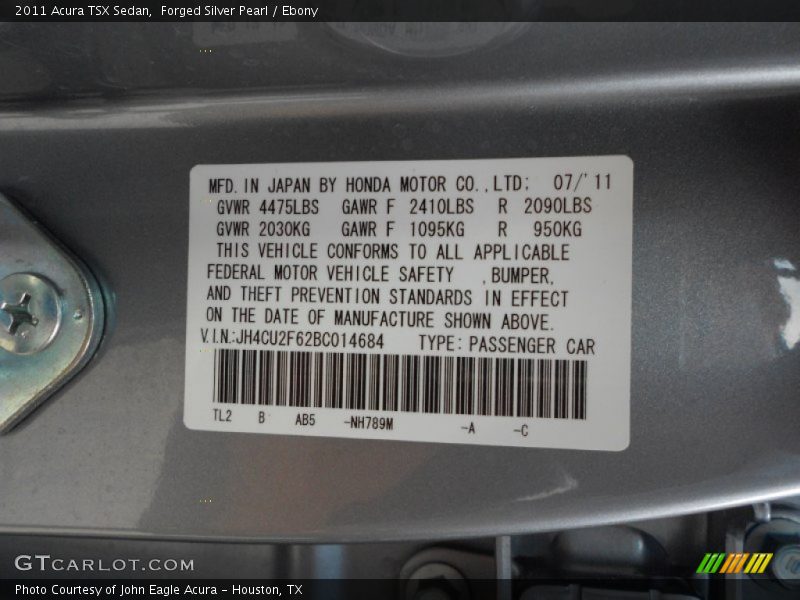 2011 Acura TSX Sedan,  Forged Silver Pearl / Ebony
MFD. IN JAPAN BY HONDA MOTOR CO.,LTD; 07/'11
GVWR 4475LBS GAWR F 2410LBS R 2090LBS
GVWR 2030KG GAWR F 1095KG R 950KG
THIS VEHICLE CONFORMS TO ALL APPLICABLE
FEDERAL MOTOR VEHICLE SAFETY ,BUMPER,
AND THEFT PREVENTION STANDARDS IN EFFECT
ON THE DATE OF MANUFACTURE SHOWN ABOVE.
V.I.N.:JH4CU2F62BC014684 TYPE: PASSENGER CAR
TL2 B AB5 -NH789M -A -C
GTCARLOT.COM
Photo Courtesy of John Eagle Acura - Houston, TX